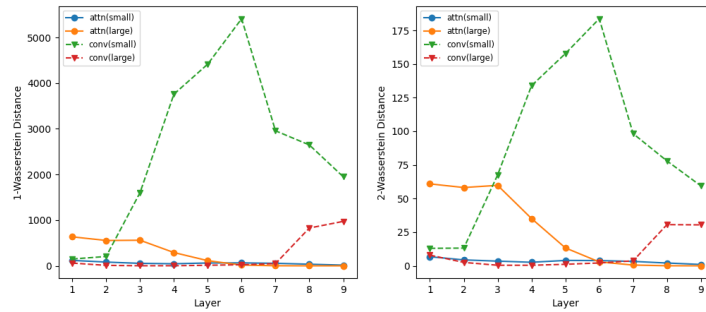 attn(small)
attn(large)
conv(small)
conv(large)
5000
4000
3000
2000
1000
0
1-Wasserstein Distance
1 2 3 4 5 6 7 8 9
Layer
attn(small)
attn(large)
conv(small)
conv(large)
175
150
125
100
75
50
25
0
2-Wasserstein Distance
1 2 3 4 5 6 7 8 9
Layer